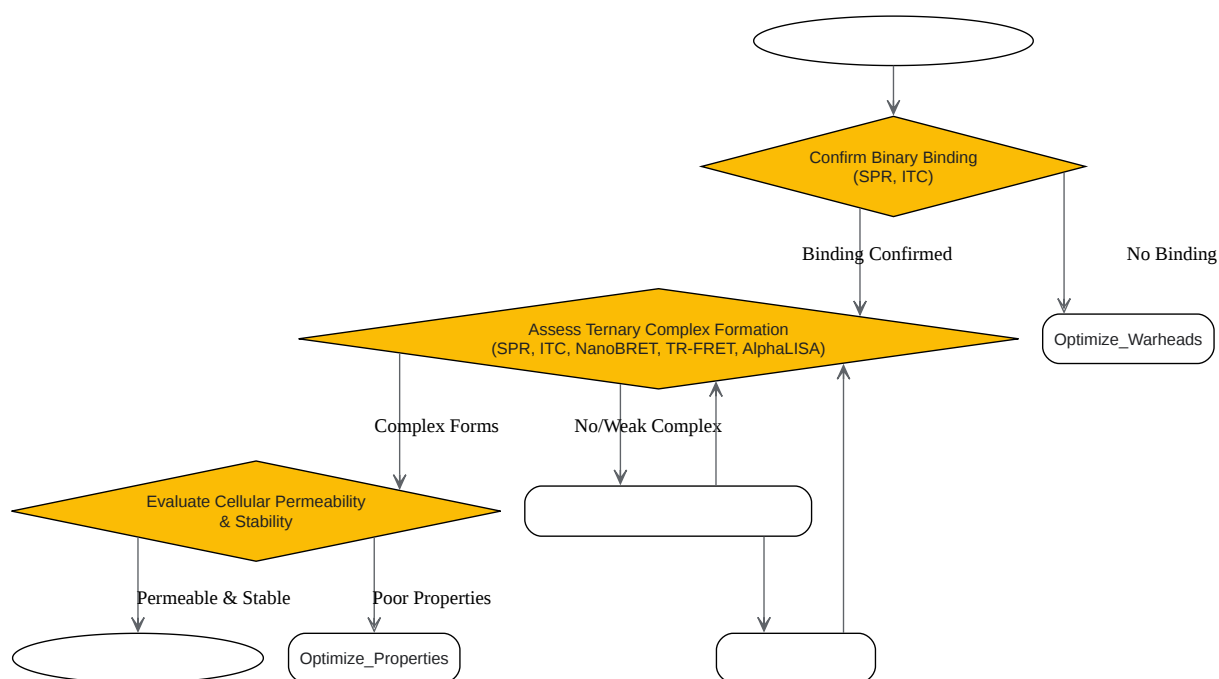 Confirm Binary Binding
(SPR, ITC)
Binding Confirmed
No Binding
Assess Ternary Complex Formation
(SPR, ITC, NanoBRET, TR-FRET, AlphaLISA)
Optimize_Warheads
Complex Forms
No/Weak Complex
Evaluate Cellular Permeability
& Stability
Permeable & Stable
Poor Properties
Optimize_Properties